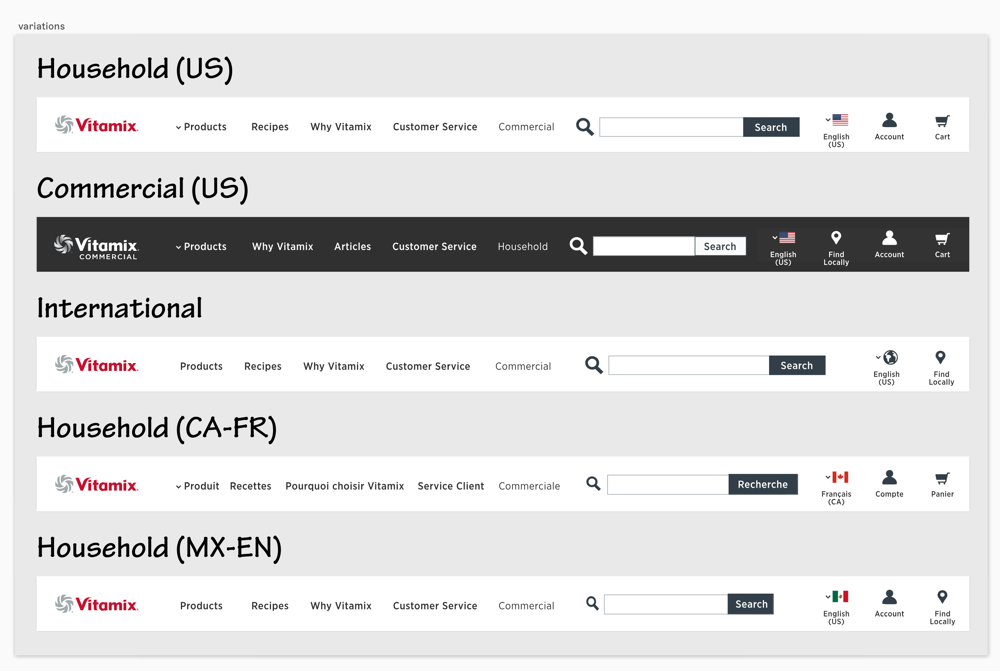 variations
Household (US)
Vitamix. Products Recipes Why Vitamix Customer Service Commercial Search English (US) Account Cart
Commercial (US)
Vitamix COMMERCIAL Products Why Vitamix Articles Customer Service Household Search English (US) Find Locally Account Cart
International
Vitamix. Products Recipes Why Vitamix Customer Service Commercial Search English (US) Find Locally
Household (CA-FR)
Vitamix. Produit Recettes Pourquoi choisir Vitamix Service Client Commerciale Recherche Français (CA) Compte Panier
Household (MX-EN)
Vitamix. Products Recipes Why Vitamix Customer Service Commercial Search English (US) Account Find Locally